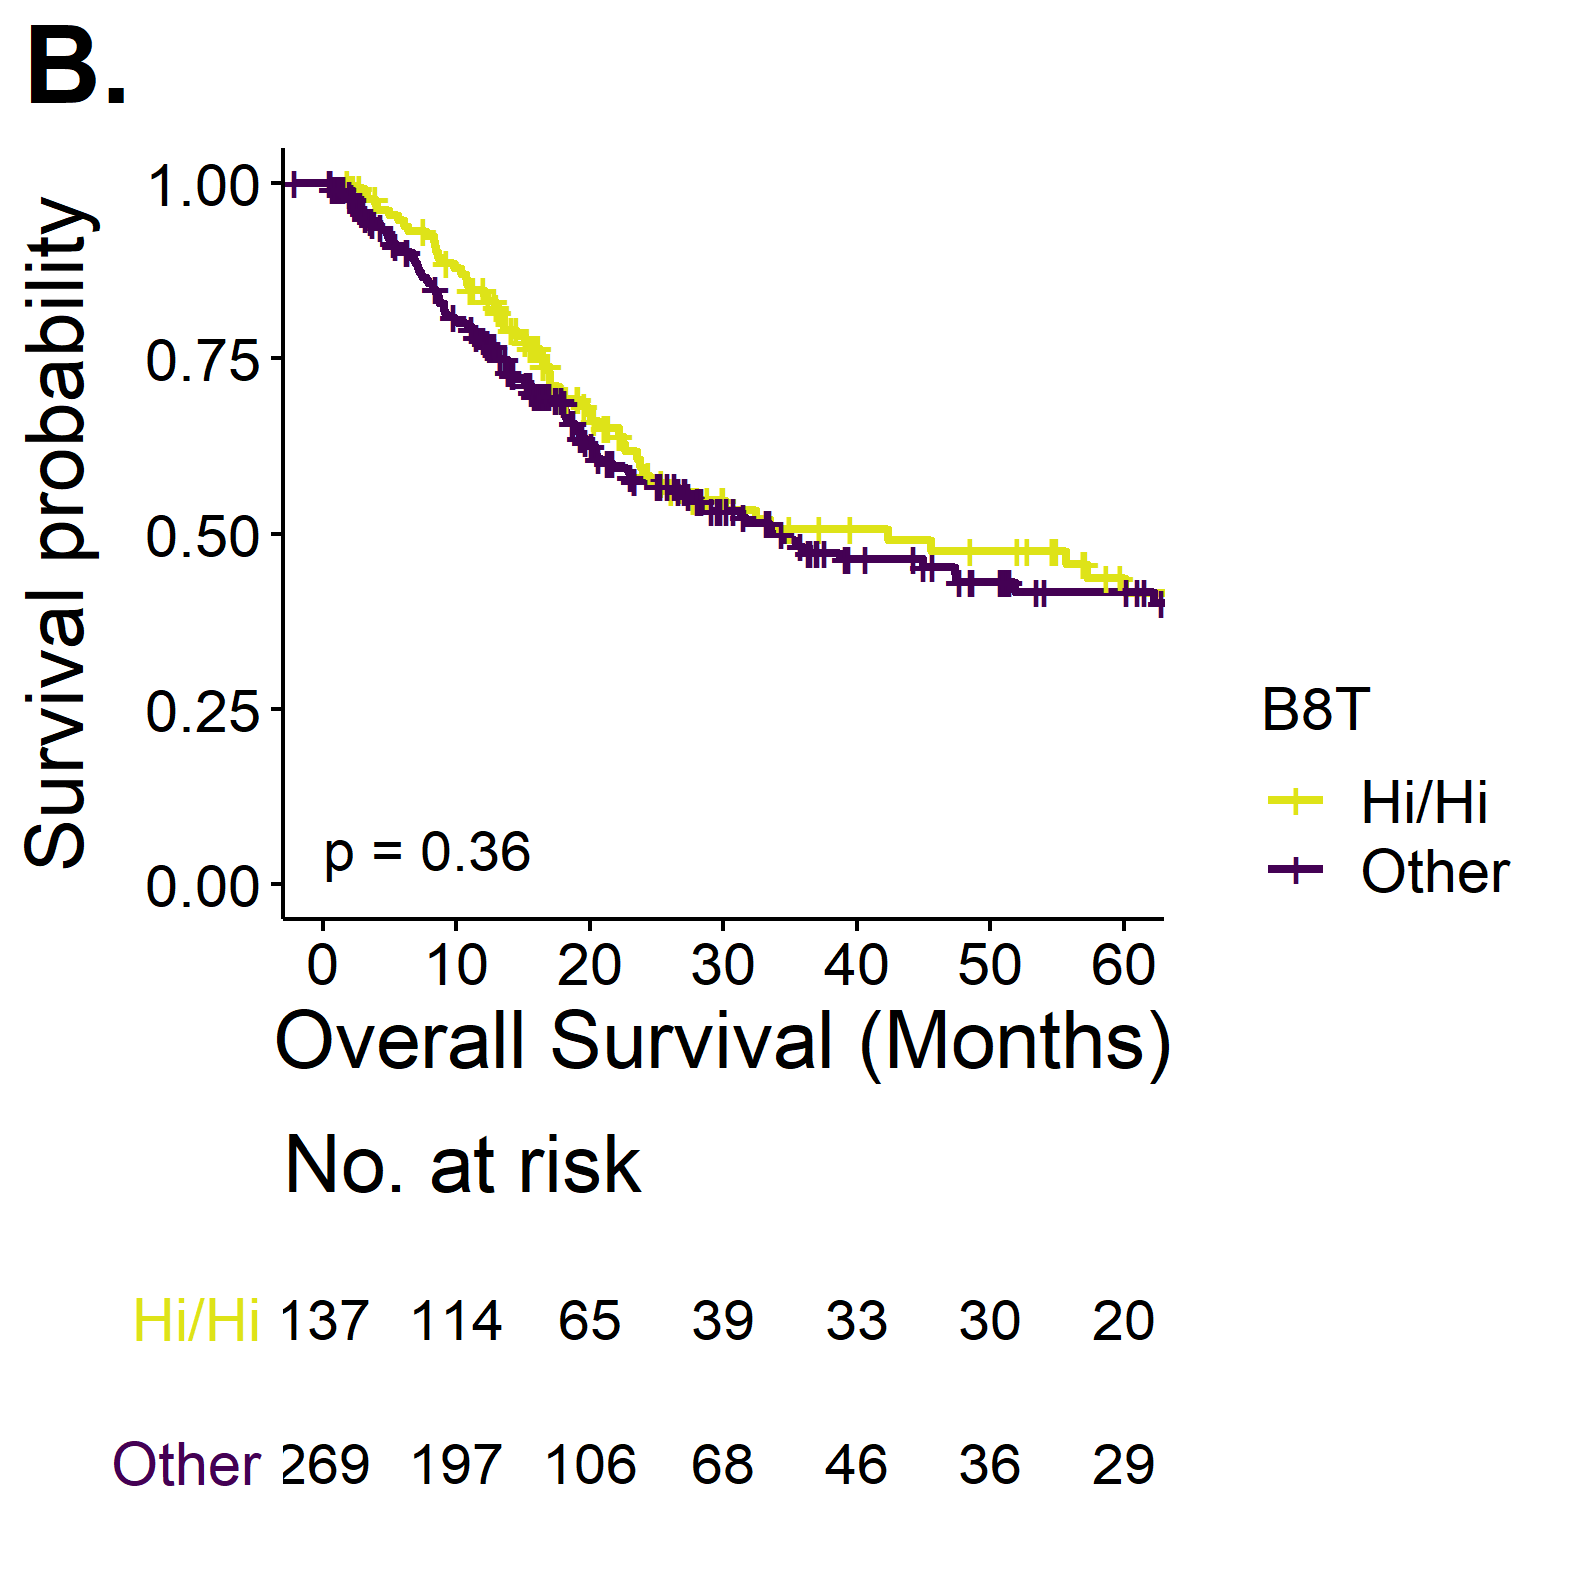 B.
Survival probability
1.00
0.75
0.50
0.25
0.00
p = 0.36
0 10 20 30 40 50 60
Overall Survival (Months)
B8T
Hi/Hi
Other
No. at risk
Hi/Hi 137 114 65 39 33 30 20
Other 269 197 106 68 46 36 29